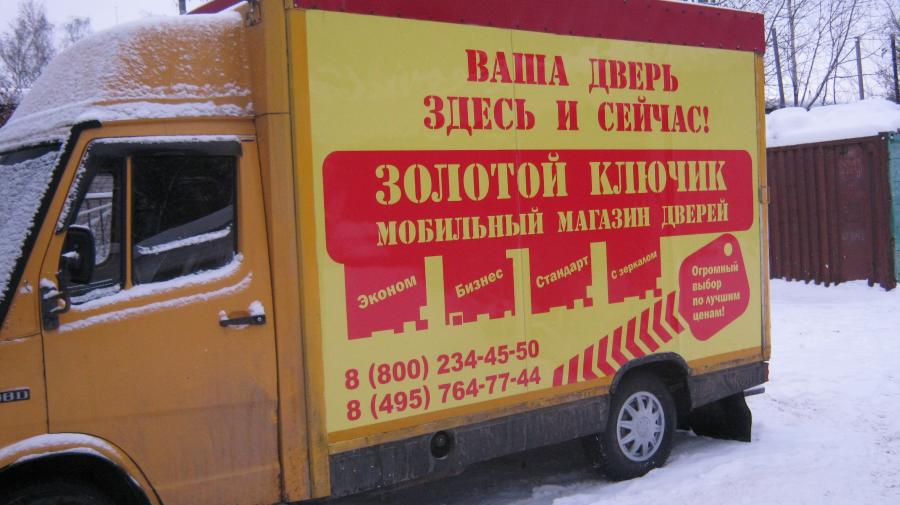 ВАША ДВЕРЬ
ЗДЕСЬ И СЕЙЧАС!
ЗОЛОТОЙ КЛЮЧИК
МОБИЛЬНЫЙ МАГАЗИН ДВЕРЕЙ
Эконом
Бизнес
Стандарт
С зеркалом
Огромный
выбор
по лучшим
ценам!
8 (800) 234-45-50
8 (495) 764-77-44